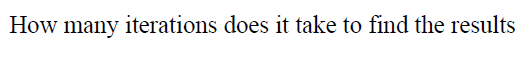 How many iterations does it take to find the results